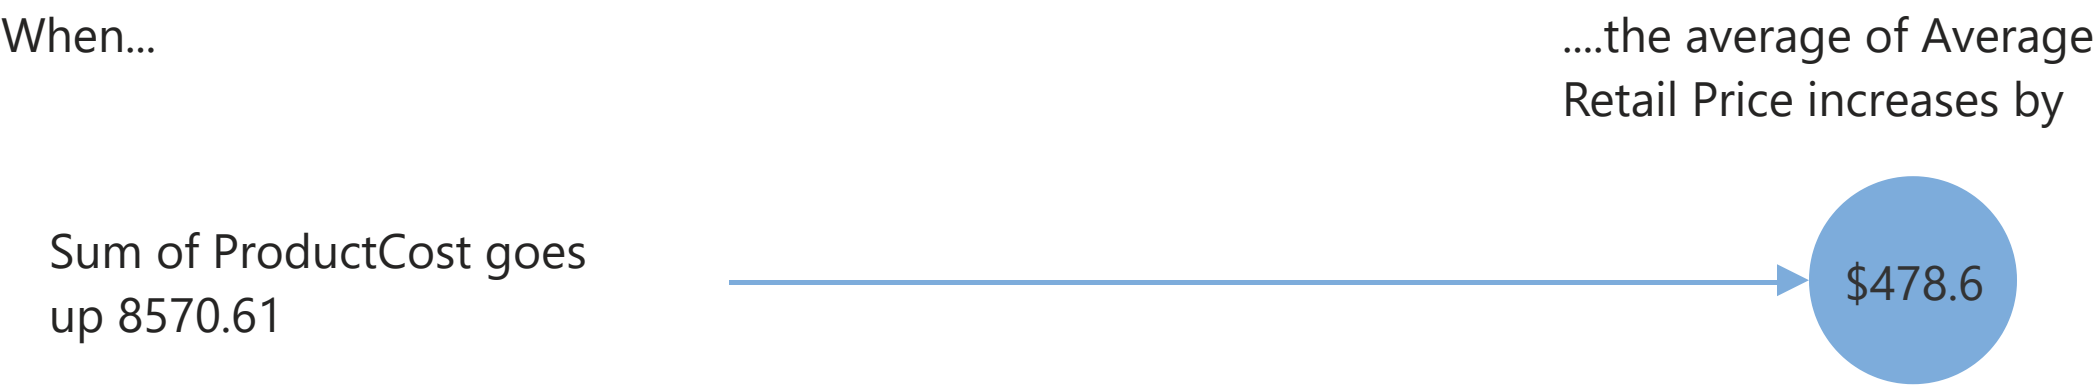 When...
....the average of Average
Retail Price increases by
Sum of ProductCost goes
up 8570.61
$478.6